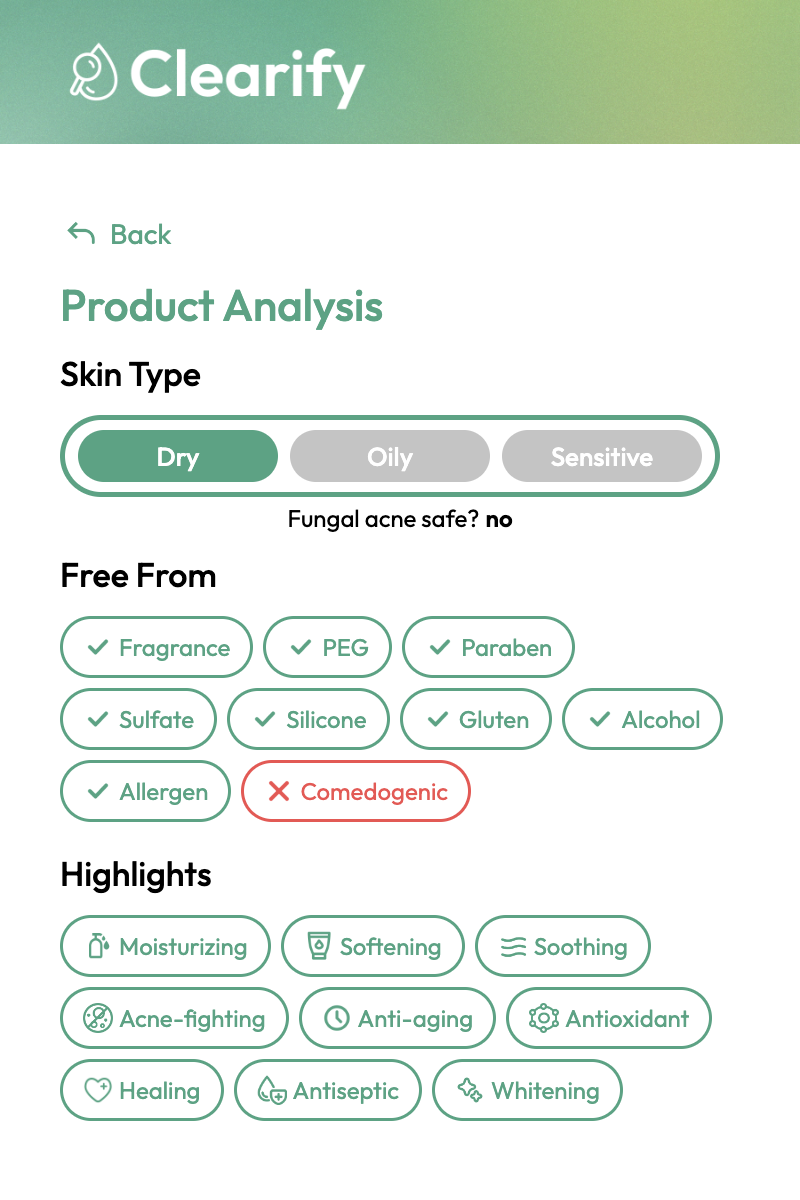 Clearify
Back
Product Analysis
Skin Type
Dry Oily Sensitive
Fungal acne safe? no
Free From
Fragrance PEG Paraben
Sulfate Silicone Gluten Alcohol
Allergen Comedogenic
Highlights
Moisturizing Softening Soothing
Acne-fighting Anti-aging Antioxidant
Healing Antiseptic Whitening